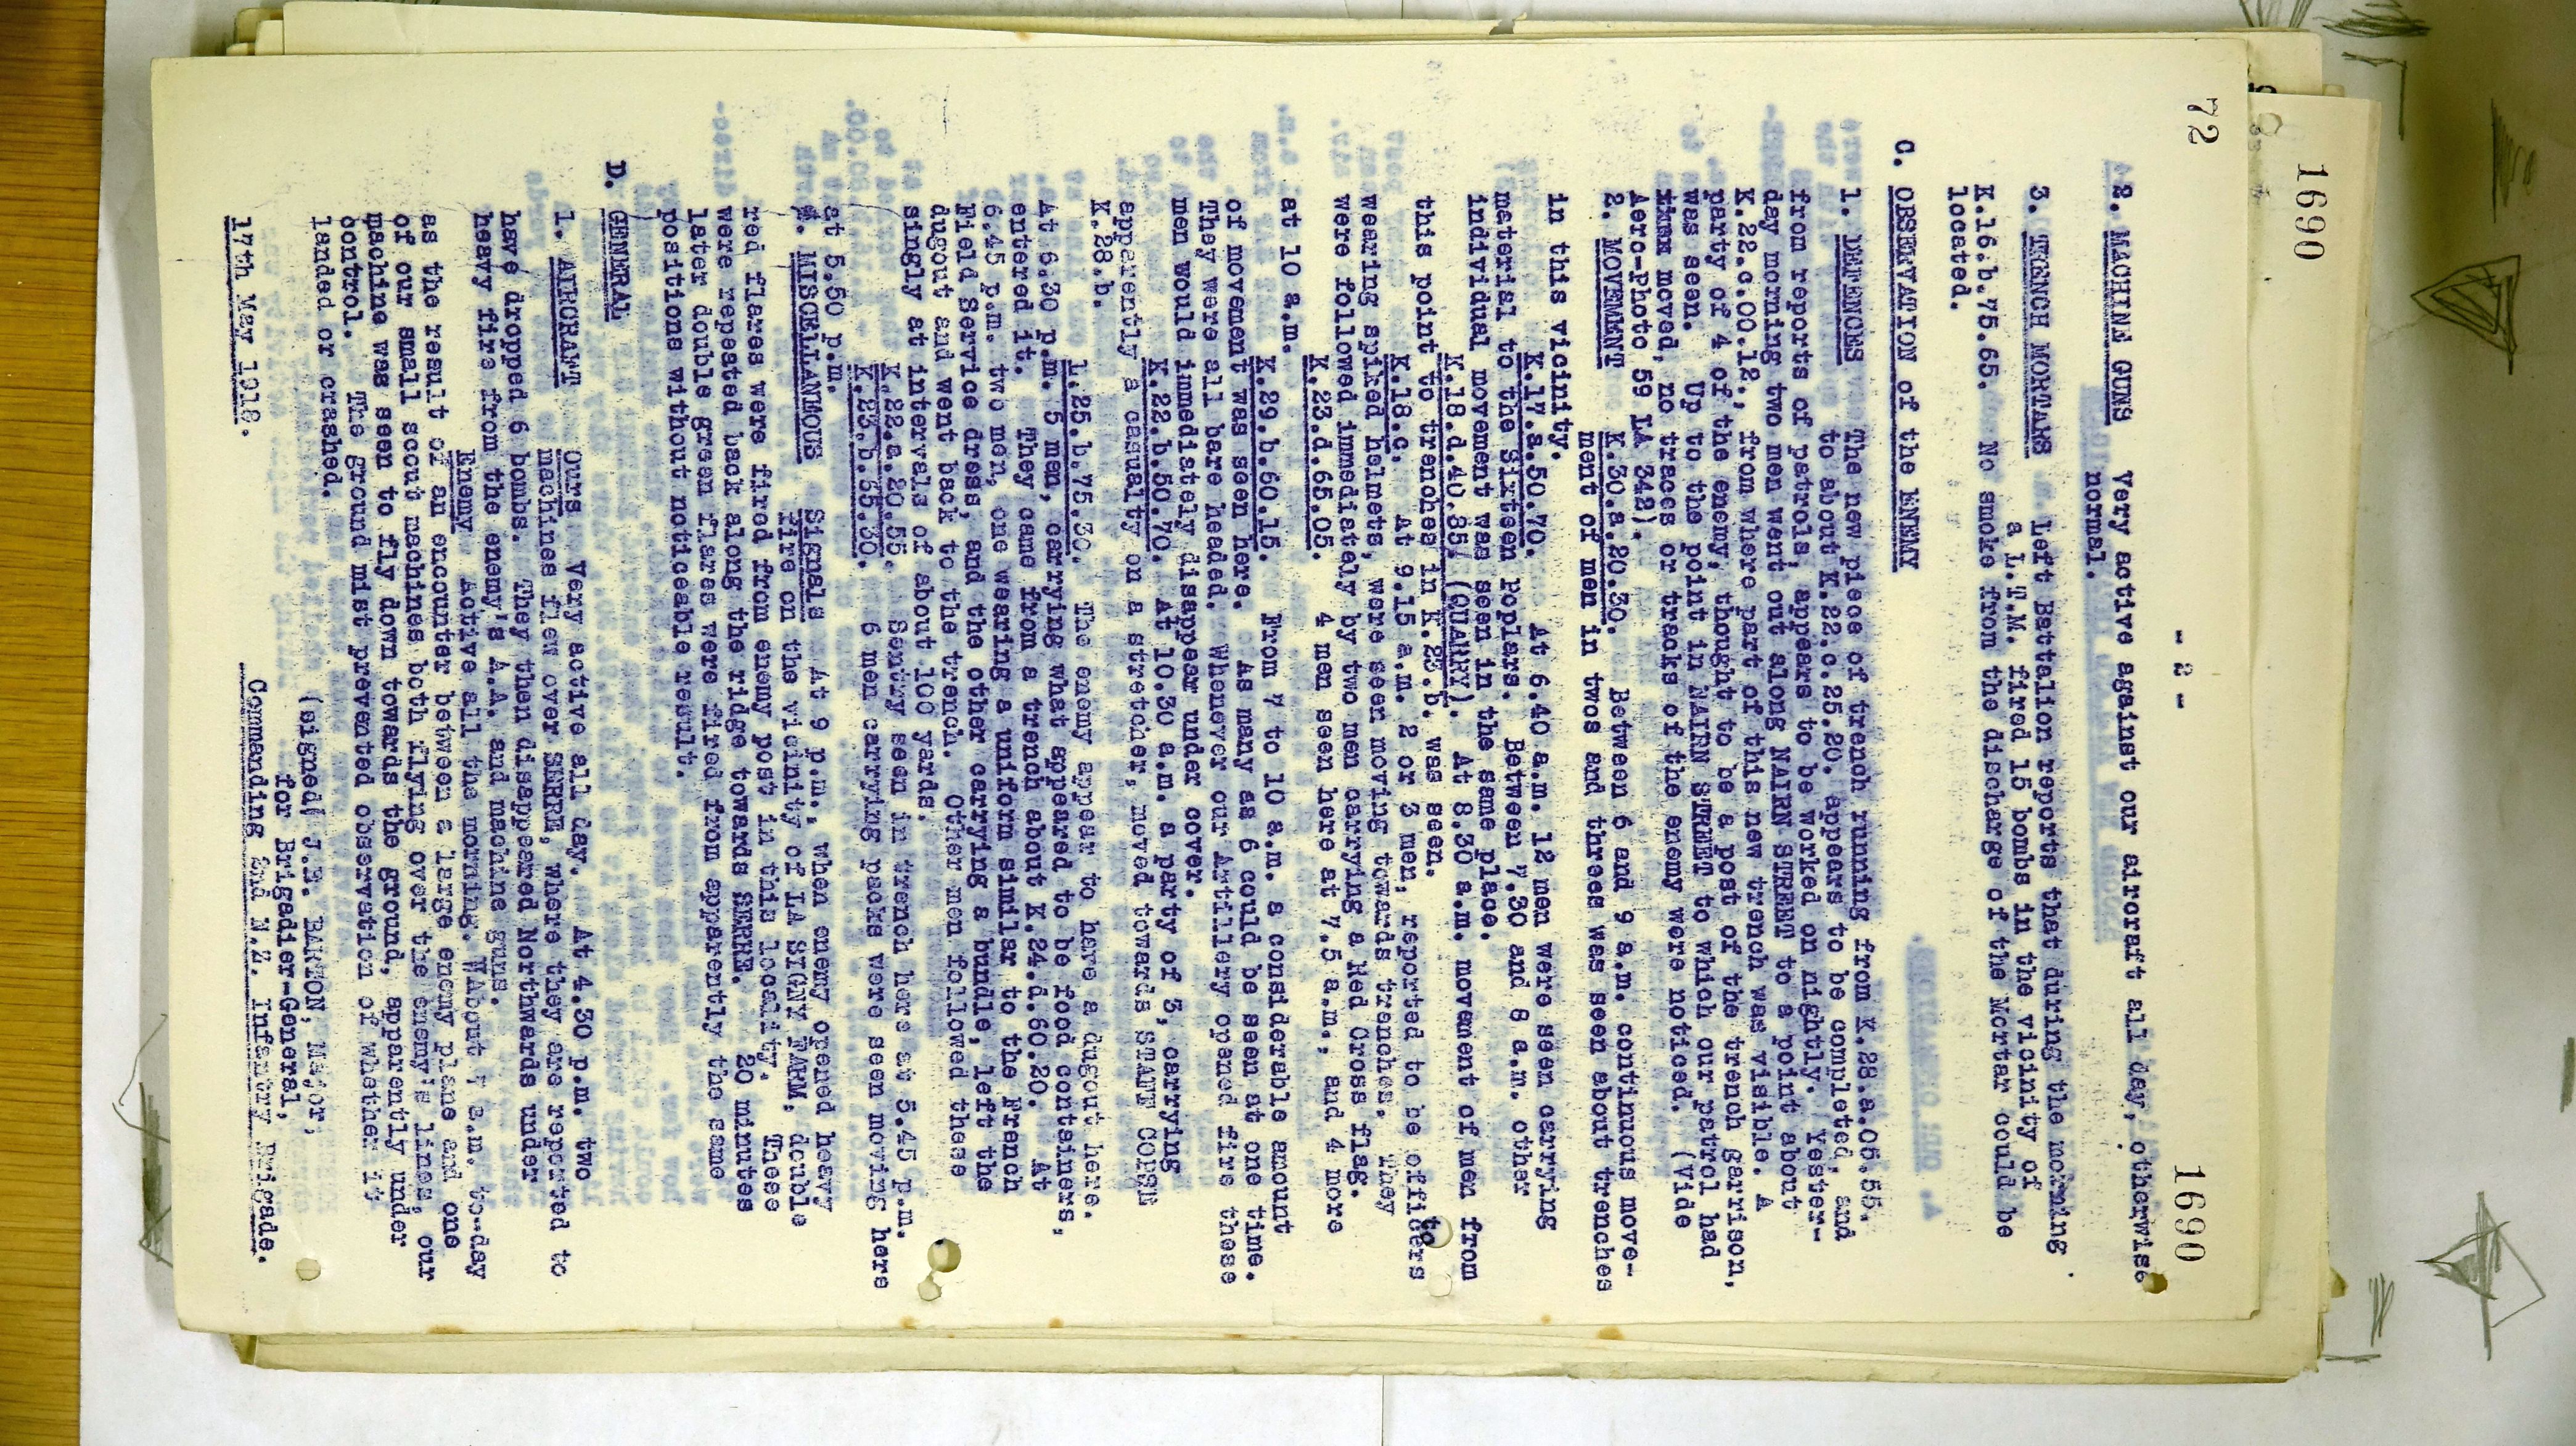 1690
72
- 2 -
1690
2. MACHINE GUNS Very active against our aircraft all day, otherwise
normal.
3. TRENCH MORTARS Left Battalion reports that during the morning
a L.T.M. fired 15 bombs in the vicinity of
K.16.b.75.65. No smoke from the discharge of the Mortar could be
located.
C. OBSERVATION of the ENEMY
1. DEFENCES The new piece of trench running from K.28.a.05.55.
to about K.22.c.25.20. appears to be completed, and
from reports of patrols, appears to be worked on nightly. Yester-
day morning two men went out along NAIRN STREET to a point about
K.22.c.00.12., from where part of this new trench was visible. A
party of 4 of the enemy, thought to be a post of the trench garrison,
was seen. Up to the point in NAIRN STREET to which our patrol had
moved, no traces or tracks of the enemy were noticed. (Vide
Aero-Photo 59 LA 342).
2. MOVEMENT K.30.a.20.30. Between 6 and 9 a.m. continuous move-
ment of men in twos and threes was seen about trenches
in this vicinity.
K.17.a.50.70. At 6.40 a.m. 12 men were seen carrying
material to the Sixteen Poplars. Between 7.30 and 8 a.m. other
individual movement was seen in the same place.
K.18.d.40.85 (QUARRY). At 8.30 a.m. movement of men from
this point to trenches in K.23.b. was seen.
K.18.c. At 9.15 a.m. 2 or 3 men, reported to be officers
wearing spiked helmets, were seen moving towards trenches. They
were followed immediately by two men carrying a Red Cross flag.
K.23.d.65.05. 4 men seen here at 7.5 a.m., and 4 more
at 10 a.m.
K.29.b.60.15. From 7 to 10 a.m. a considerable amount
of movement was seen here. As many as 6 could be seen at one time.
They were all bare headed. Whenever our Artillery opened fire these
men would immediately disappear under cover.
K.22.b.50.70. At 10.30 a.m. a party of 3, carrying
apparently a casualty on a stretcher, moved towards STAFF COPSE
K.28.b.
L.25.b.75.30. The enemy appear to have a dugout here.
At 6.30 p.m. 5 men, carrying what appeared to be food containers,
entered it. They came from a trench about K.24.d.60.20. At
6.45 p.m. two men, one wearing a uniform similar to the French
Field Service dress, and the other carrying a bundle, left the
dugout and went back to the trench. Other men followed these
singly at intervals of about 100 yards.
K.22.a.20.55. Sentry seen in trench here at 5.45 p.m.
K.23.b.55.30. 6 men carrying packs were seen moving here
at 5.50 p.m.
MISCELLANEOUS Signals At 9 p.m., when enemy opened heavy
fire on the vicinity of LA SIGNY FARM, double
red flares were fired from enemy post in this locality. These
were repeated back along the ridge towards SERRE. 20 minutes
later double green flares were fired from apparently the same
positions without noticeable result.
D. GENERAL
1. AIRCRAFT Ours Very active all day. At 4.30 p.m. two
machines flew over SERRE, where they are reported to
have dropped 6 bombs. They then disappeared Northwards under
heavy fire from the enemy's A.A. and machine guns.
Enemy Active all the morning. About 7 a.m. to-day
as the result of an encounter between a large enemy plane and one
of our small scout machines both flying over the enemy's lines, our
machine was seen to fly down towards the ground, apparently under
control. The ground mist prevented observation of whether it
landed or crashed.
(signed) J.E. BARTON, Major,
for Brigadier-General,
17th May 1918. Commanding 2nd N.Z. Infantry Brigade.